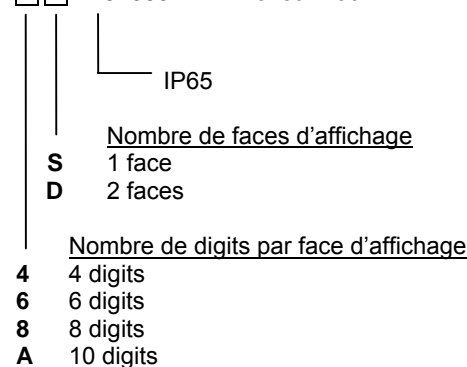 IP65
Nombre de faces d'affichage
S 1 face
D 2 faces
Nombre de digits par face d'affichage
4 4 digits
6 6 digits
8 8 digits
A 10 digits